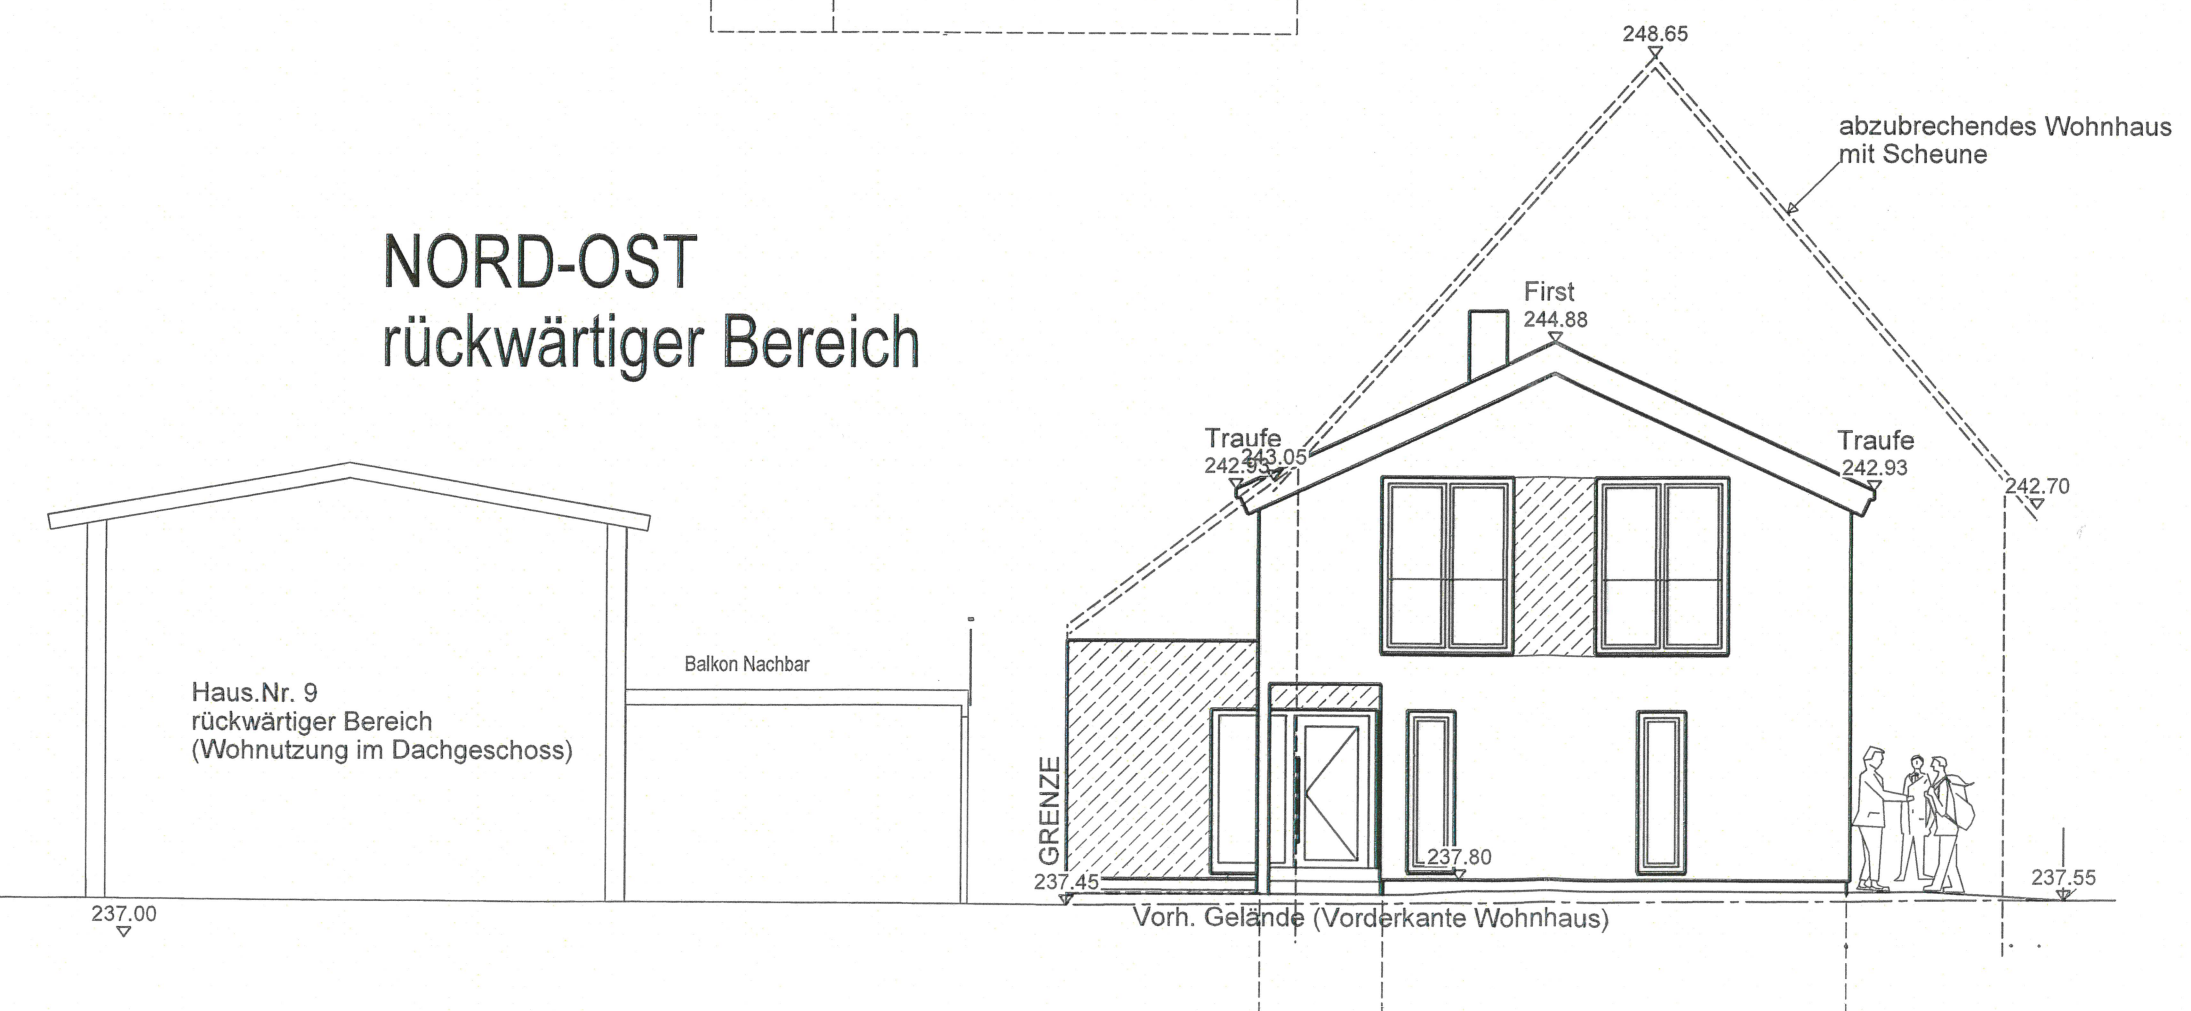 248.65
abzubrechendes Wohnhaus
mit Scheune
NORD-OST
rückwärtiger Bereich
First
244.88
Traufe
243.05
242.93
Traufe
242.93
242.70
Balkon Nachbar
Haus.Nr. 9
rückwärtiger Bereich
(Wohnutzung im Dachgeschoss)
GRENZE
237.80
237.45
237.55
237.00
Vorh. Gelände (Vorderkante Wohnhaus)